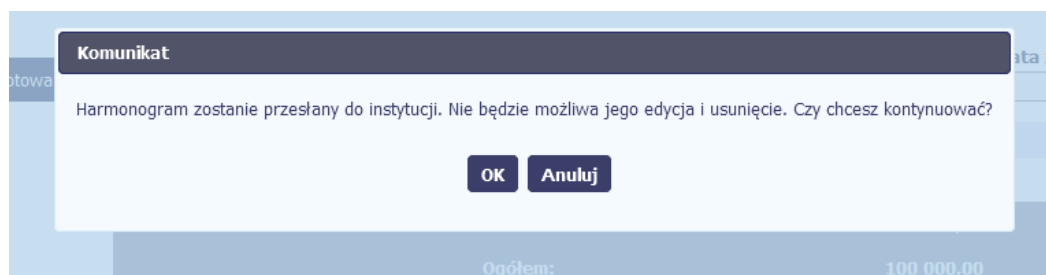 Komunikat
Harmonogram zostanie przesłany do instytucji. Nie będzie możliwa jego edycja i usunięcie. Czy chcesz kontynuować?
OK Anuluj
Ogółem: 100 000,00